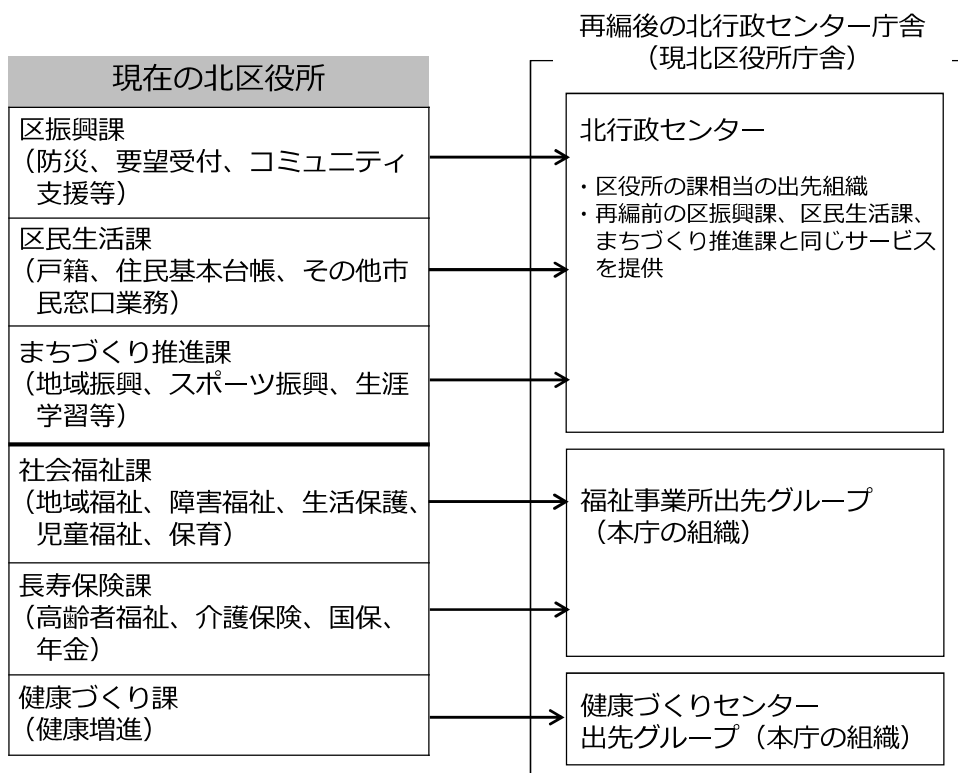 再編後の北行政センター庁舎
（現北区役所庁舎）
現在の北区役所
区振興課
（防災、要望受付、コミュニティ
支援等）
区民生活課
（戸籍、住民基本台帳、その他市
民窓口業務）
まちづくり推進課
（地域振興、スポーツ振興、生涯
学習等）
社会福祉課
（地域福祉、障害福祉、生活保護、
児童福祉、保育）
長寿保険課
（高齢者福祉、介護保険、国保、
年金）
健康づくり課
（健康増進）
北行政センター
・区役所の課相当の出先組織
・再編前の区振興課、区民生活課、
まちづくり推進課と同じサービス
を提供
福祉事業所出先グループ
（本庁の組織）
健康づくりセンター
出先グループ（本庁の組織）